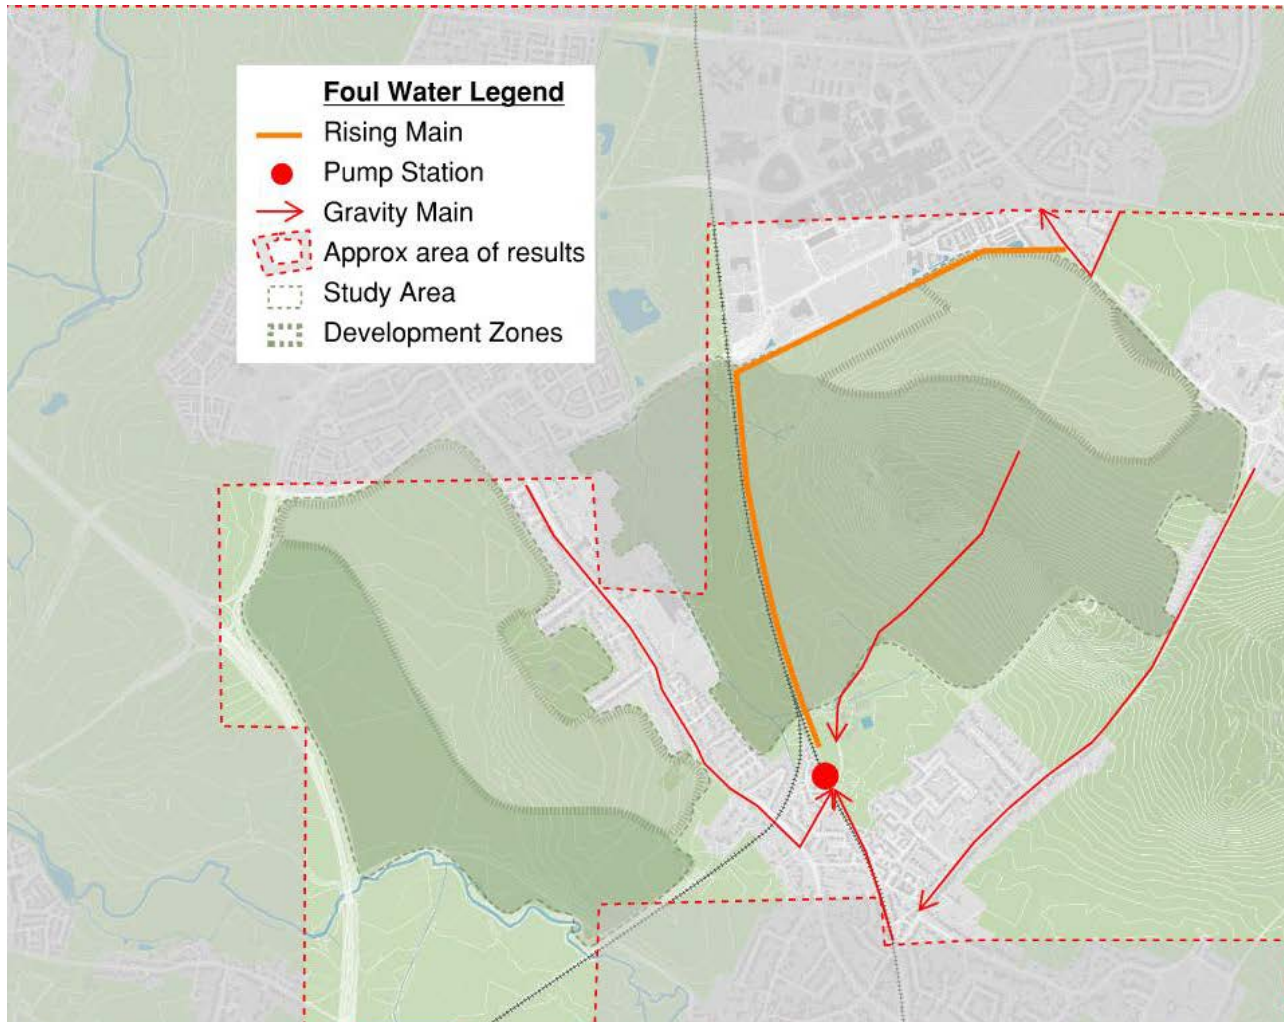 Foul Water Legend
Rising Main
Pump Station
Gravity Main
Approx area of results
Study Area
Development Zones